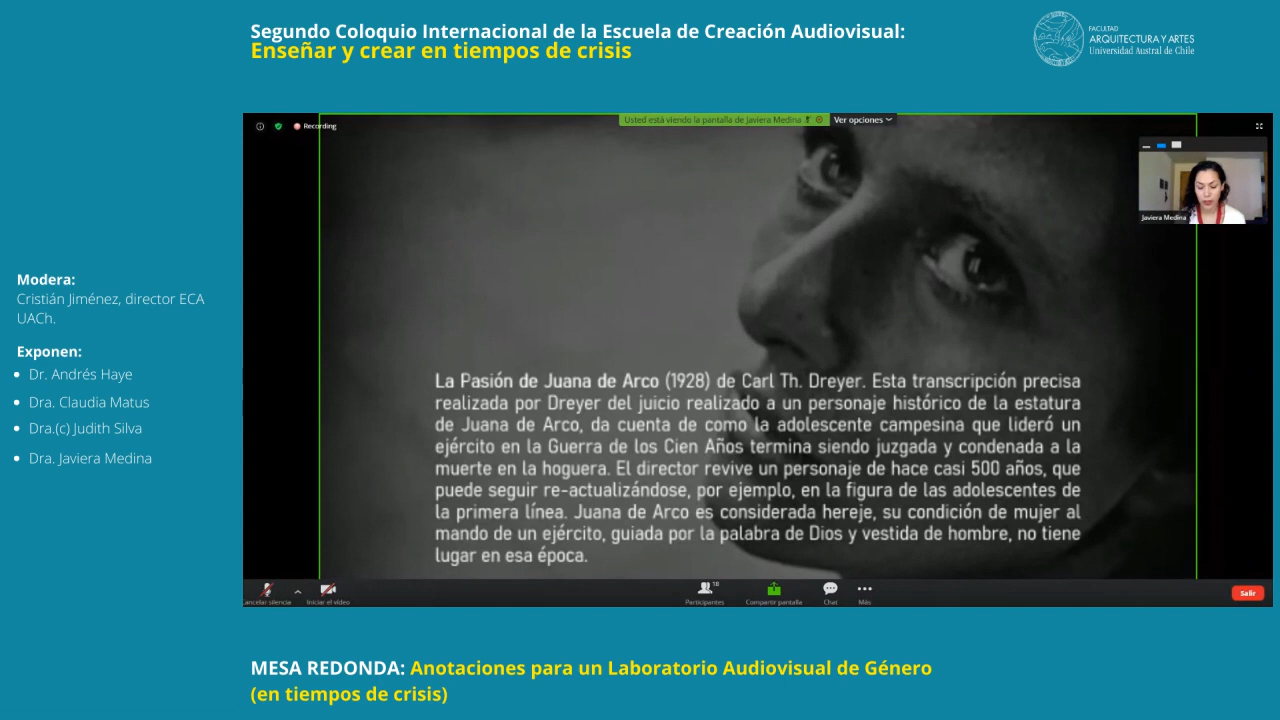 Segundo Coloquio Internacional de la Escuela de Creación Audiovisual:
Enseñar y crear en tiempos de crisis
FACULTAD
ARQUITECTURA Y ARTES
Universidad Austral de Chile
Recording
Usted está viendo la pantalla de Javiera Medina
Ver opciones
Javiera Medina
Modera:
Cristián Jiménez, director ECA
UACh.
Exponen:
Dr. Andrés Haye
Dra. Claudia Matus
Dra.(c) Judith Silva
Dra. Javiera Medina
La Pasión de Juana de Arco (1928) de Carl Th. Dreyer. Esta transcripción precisa
realizada por Dreyer del juicio realizado a un personaje histórico de la estatura
de Juana de Arco, da cuenta de como la adolescente campesina que lideró un
ejército en la Guerra de los Cien Años termina siendo juzgada y condenada a la
muerte en la hoguera. El director revive un personaje de hace casi 500 años, que
puede seguir re-actualizándose, por ejemplo, en la figura de las adolescentes de
la primera línea. Juana de Arco es considerada hereje, su condición de mujer al
mando de un ejército, guiada por la palabra de Dios y vestida de hombre, no tiene
lugar en esa época.
ancelar silencia
Iniciar el vídeo
18
Participantes
Compartir pantalla
Chat
Más
Salir
MESA REDONDA: Anotaciones para un Laboratorio Audiovisual de Género
(en tiempos de crisis)